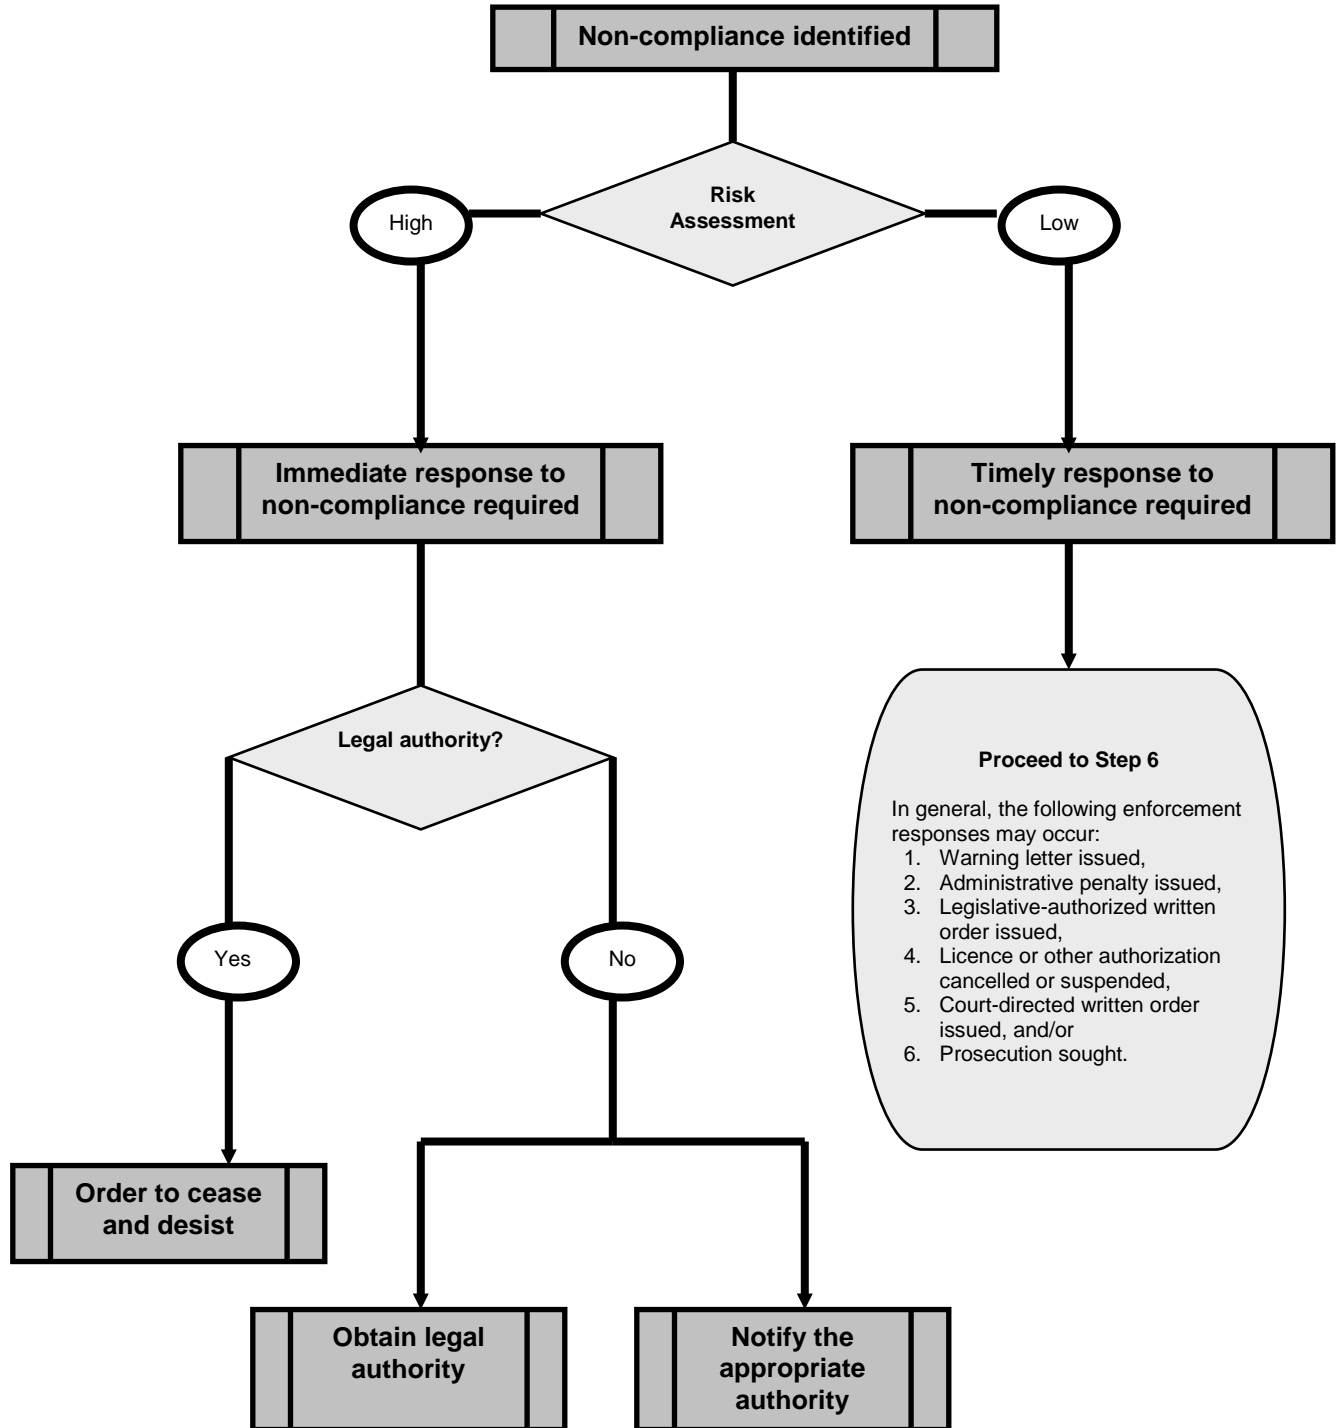 Non-compliance identified
Risk
Assessment
High
Low
Immediate response to
non-compliance required
Timely response to
non-compliance required
Legal authority?
Proceed to Step 6
In general, the following enforcement
responses may occur:
1. Warning letter issued,
2. Administrative penalty issued,
3. Legislative-authorized written
order issued,
4. Licence or other authorization
cancelled or suspended,
5. Court-directed written order
issued, and/or
6. Prosecution sought.
Yes
No
Order to cease
and desist
Obtain legal
authority
Notify the
appropriate
authority